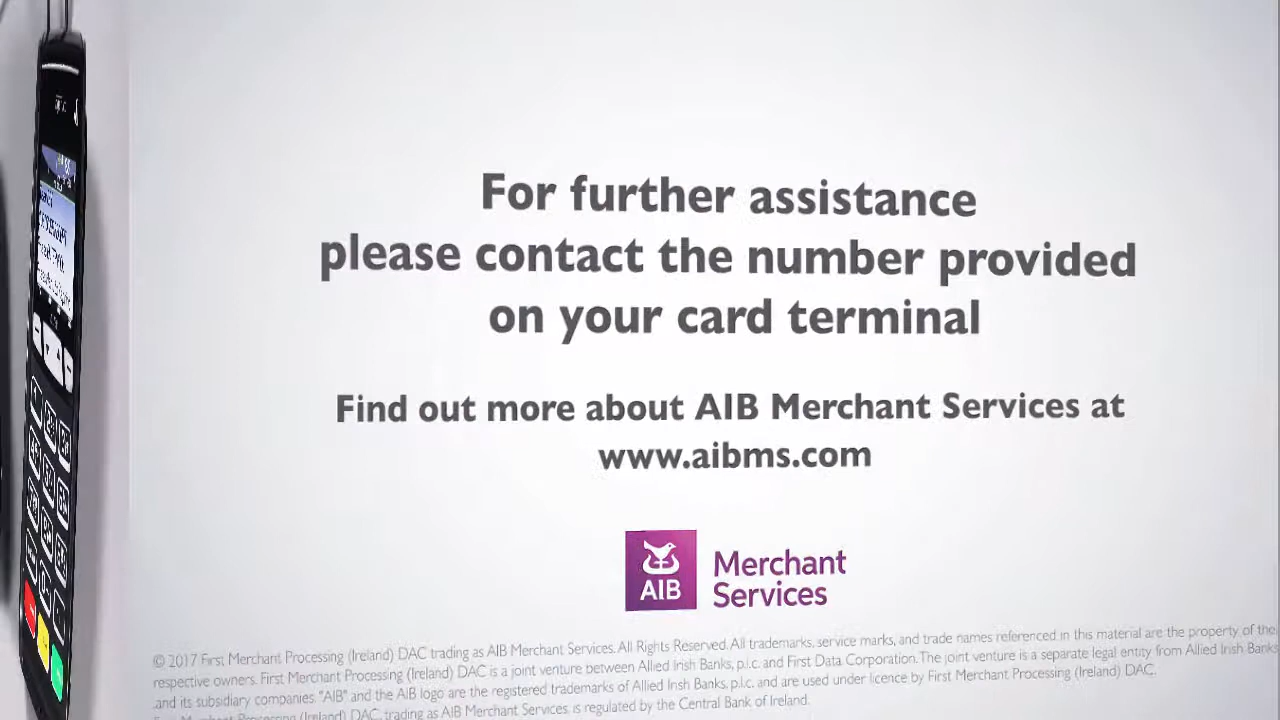 For further assistance
please contact the number provided
on your card terminal
Find out more about AIB Merchant Services at
www.aibms.com
AIB
Merchant
Services
© 2017 First Merchant Processing (Ireland) DAC trading as AIB Merchant Services. All Rights Reserved. All trademarks, service marks, and trade names referenced in this material are the property of the
respective owners. First Merchant Processing (Ireland) DAC is a joint venture between Allied Irish Banks, p.l.c. and First Data Corporation. The joint venture is a separate legal entity from Allied Irish Banks
and its subsidiary companies. "AIB" and the AIB logo are the registered trademarks of Allied Irish Banks, p.l.c. and are used under licence by First Merchant Processing (Ireland) DAC.
First Merchant Processing (Ireland) DAC, trading as AIB Merchant Services, is regulated by the Central Bank of Ireland.